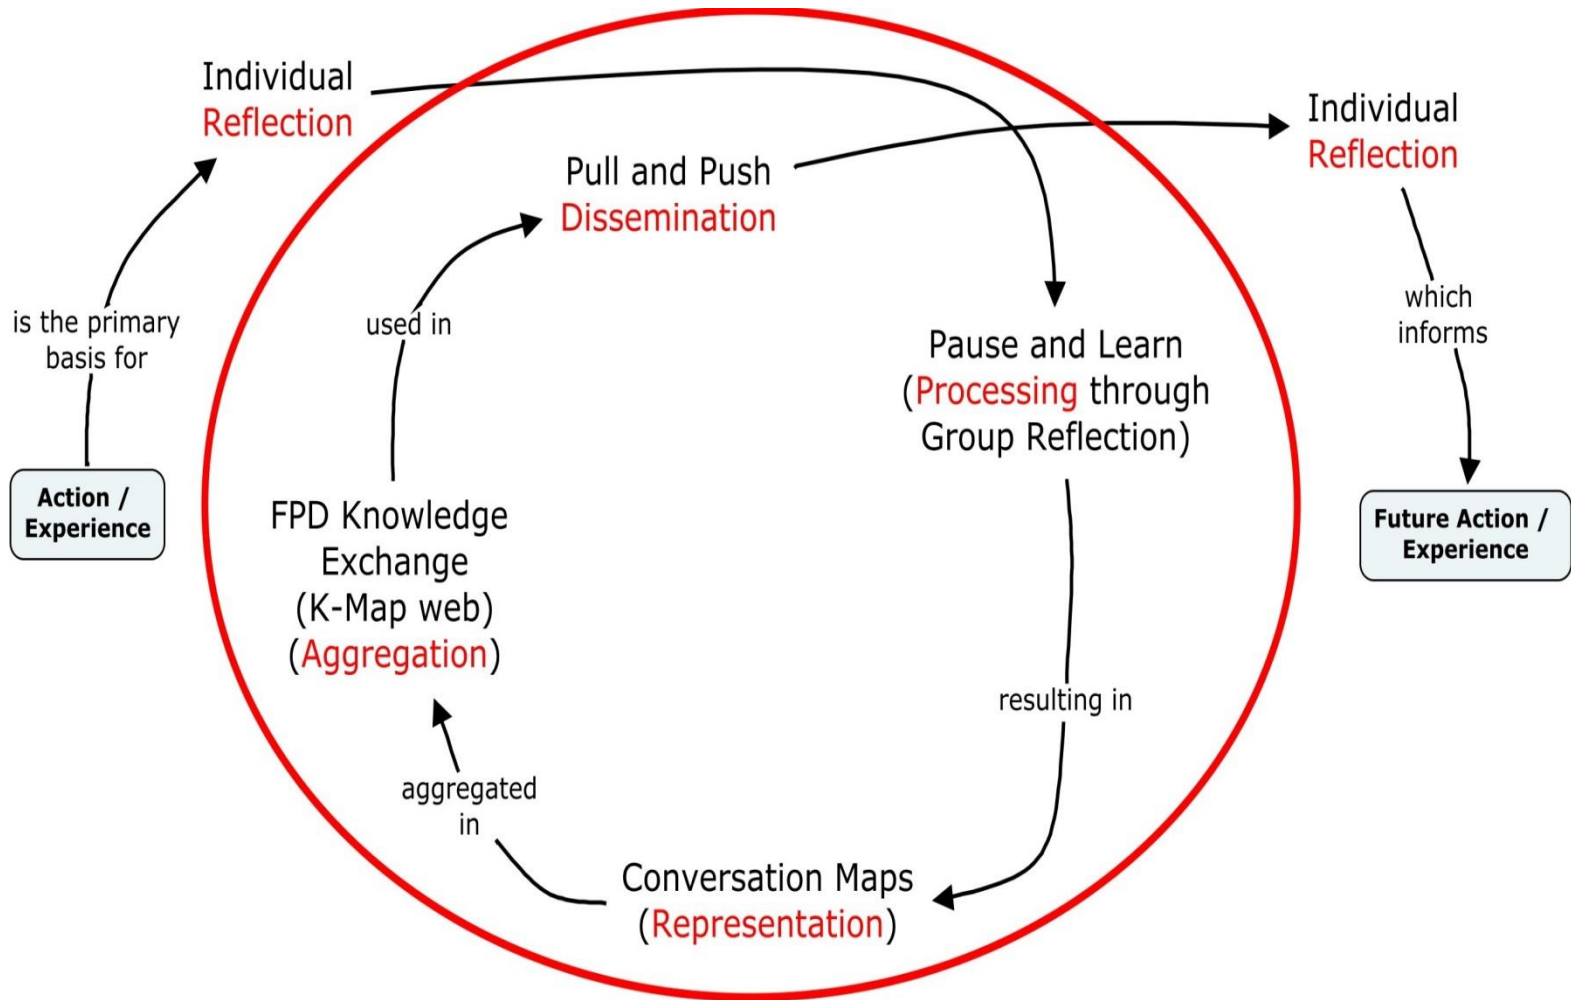 Individual
Reflection
is the primary
basis for
Action /
Experience
Pull and Push
Dissemination
used in
FPD Knowledge
Exchange
(K-Map web)
(Aggregation)
aggregated
in
Conversation Maps
(Representation)
resulting in
Pause and Learn
(Processing through
Group Reflection)
Individual
Reflection
which
informs
Future Action /
Experience